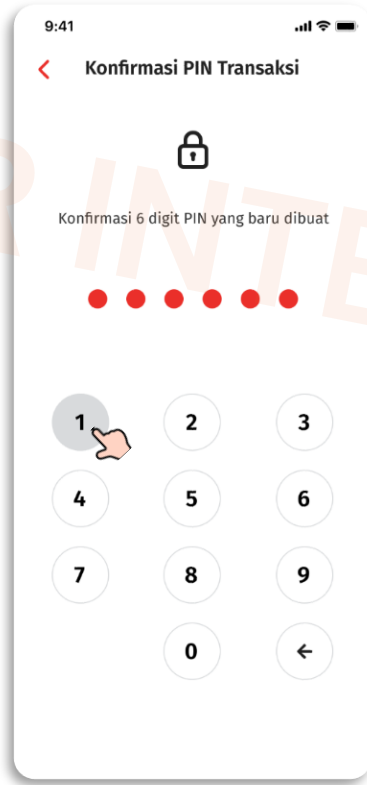 9:41
Konfirmasi PIN Transaksi
Konfirmasi 6 digit PIN yang baru dibuat
1 2 3
4 5 6
7 8 9
0